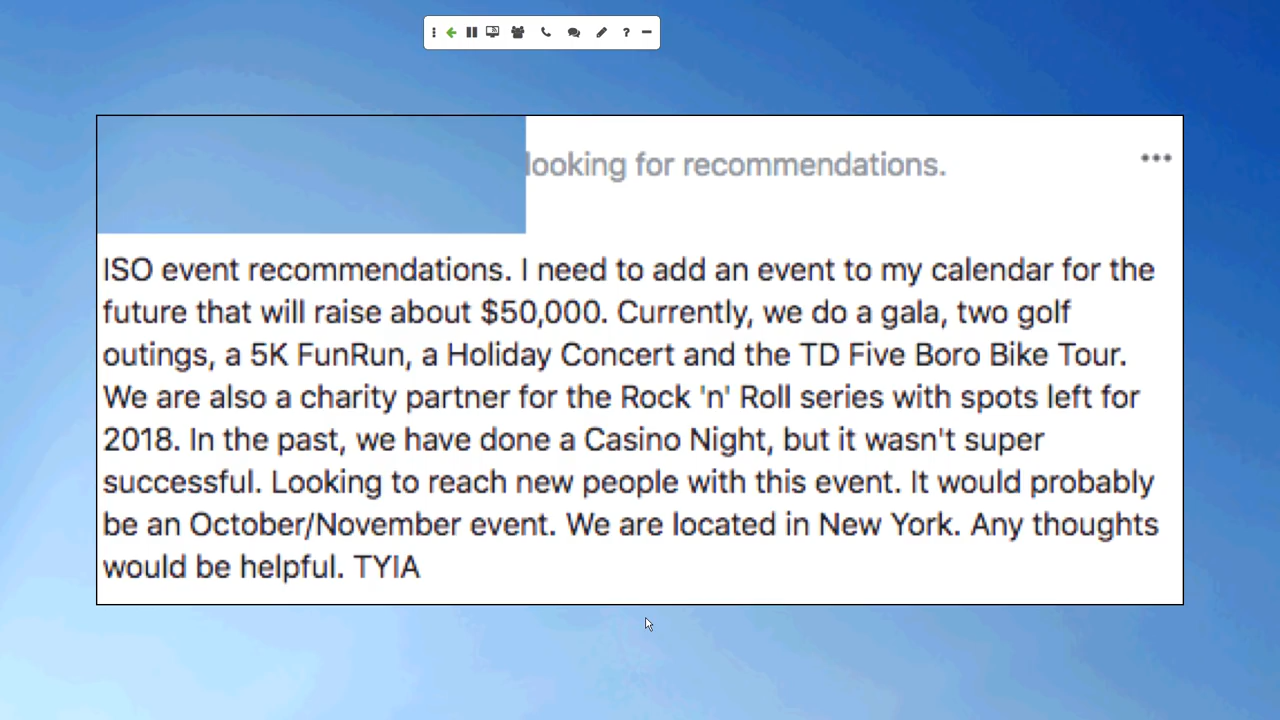 looking for recommendations.
ISO event recommendations. I need to add an event to my calendar for the
future that will raise about $50,000. Currently, we do a gala, two golf
outings, a 5K FunRun, a Holiday Concert and the TD Five Boro Bike Tour.
We are also a charity partner for the Rock 'n' Roll series with spots left for
2018. In the past, we have done a Casino Night, but it wasn't super
successful. Looking to reach new people with this event. It would probably
be an October/November event. We are located in New York. Any thoughts
would be helpful. TYIA